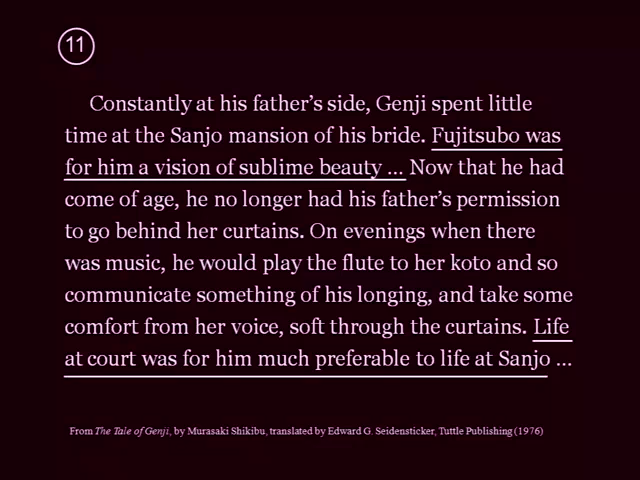 11
Constantly at his father's side, Genji spent little
time at the Sanjo mansion of his bride. Fujitsubo was
for him a vision of sublime beauty ... Now that he had
come of age, he no longer had his father's permission
to go behind her curtains. On evenings when there
was music, he would play the flute to her koto and so
communicate something of his longing, and take some
comfort from her voice, soft through the curtains. Life
at court was for him much preferable to life at Sanjo ...
From The Tale of Genji, by Murasaki Shikibu, translated by Edward G. Seidensticker, Tuttle Publishing (1976)